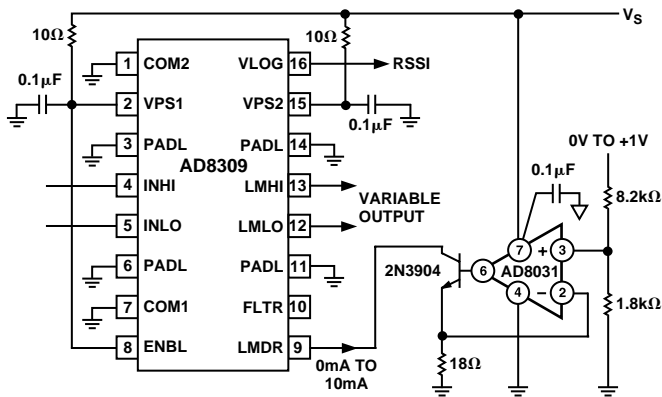 VS
10Ω
10Ω
1 COM2
VLOG 16
RSSI
0.1μF
2 VPS1
VPS2 15
0.1μF
3 PADL
PADL 14
AD8309
4 INHI
LMHI 13
VARIABLE
OUTPUT
5 INLO
LMLO 12
6 PADL
PADL 11
7 COM1
FLTR 10
8 ENBL
LMDR 9
0mA TO
10mA
2N3904
18Ω
0V TO +1V
0.1μF
8.2kΩ
7
+ 3
6 AD8031
4
– 2
1.8kΩ